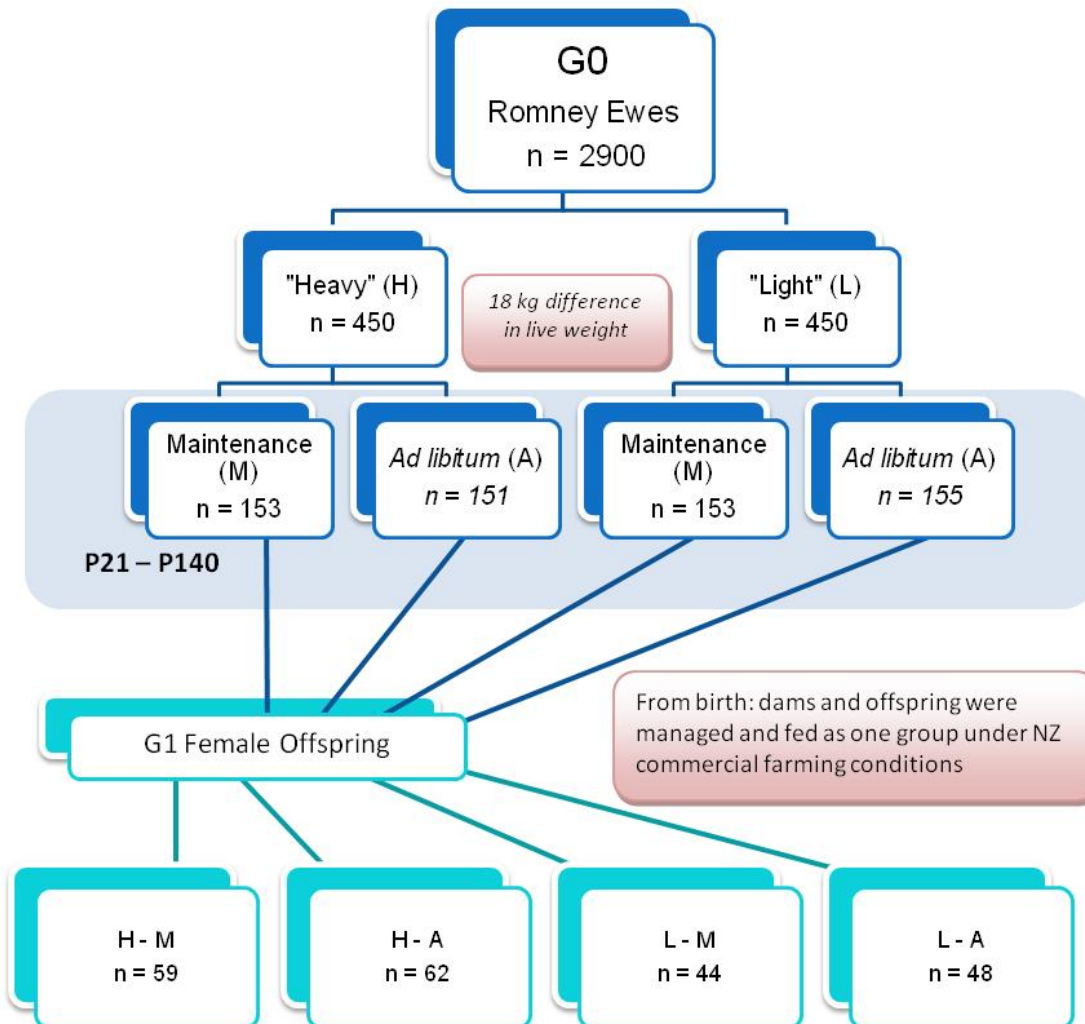 G0
Romney Ewes
n = 2900
"Heavy" (H)
n = 450
18 kg difference
in live weight
"Light" (L)
n = 450
Maintenance
(M)
n = 153
Ad libitum (A)
n = 151
Maintenance
(M)
n = 153
Ad libitum (A)
n = 155
P21 – P140
G1 Female Offspring
From birth: dams and offspring were
managed and fed as one group under NZ
commercial farming conditions
H - M
n = 59
H - A
n = 62
L - M
n = 44
L - A
n = 48